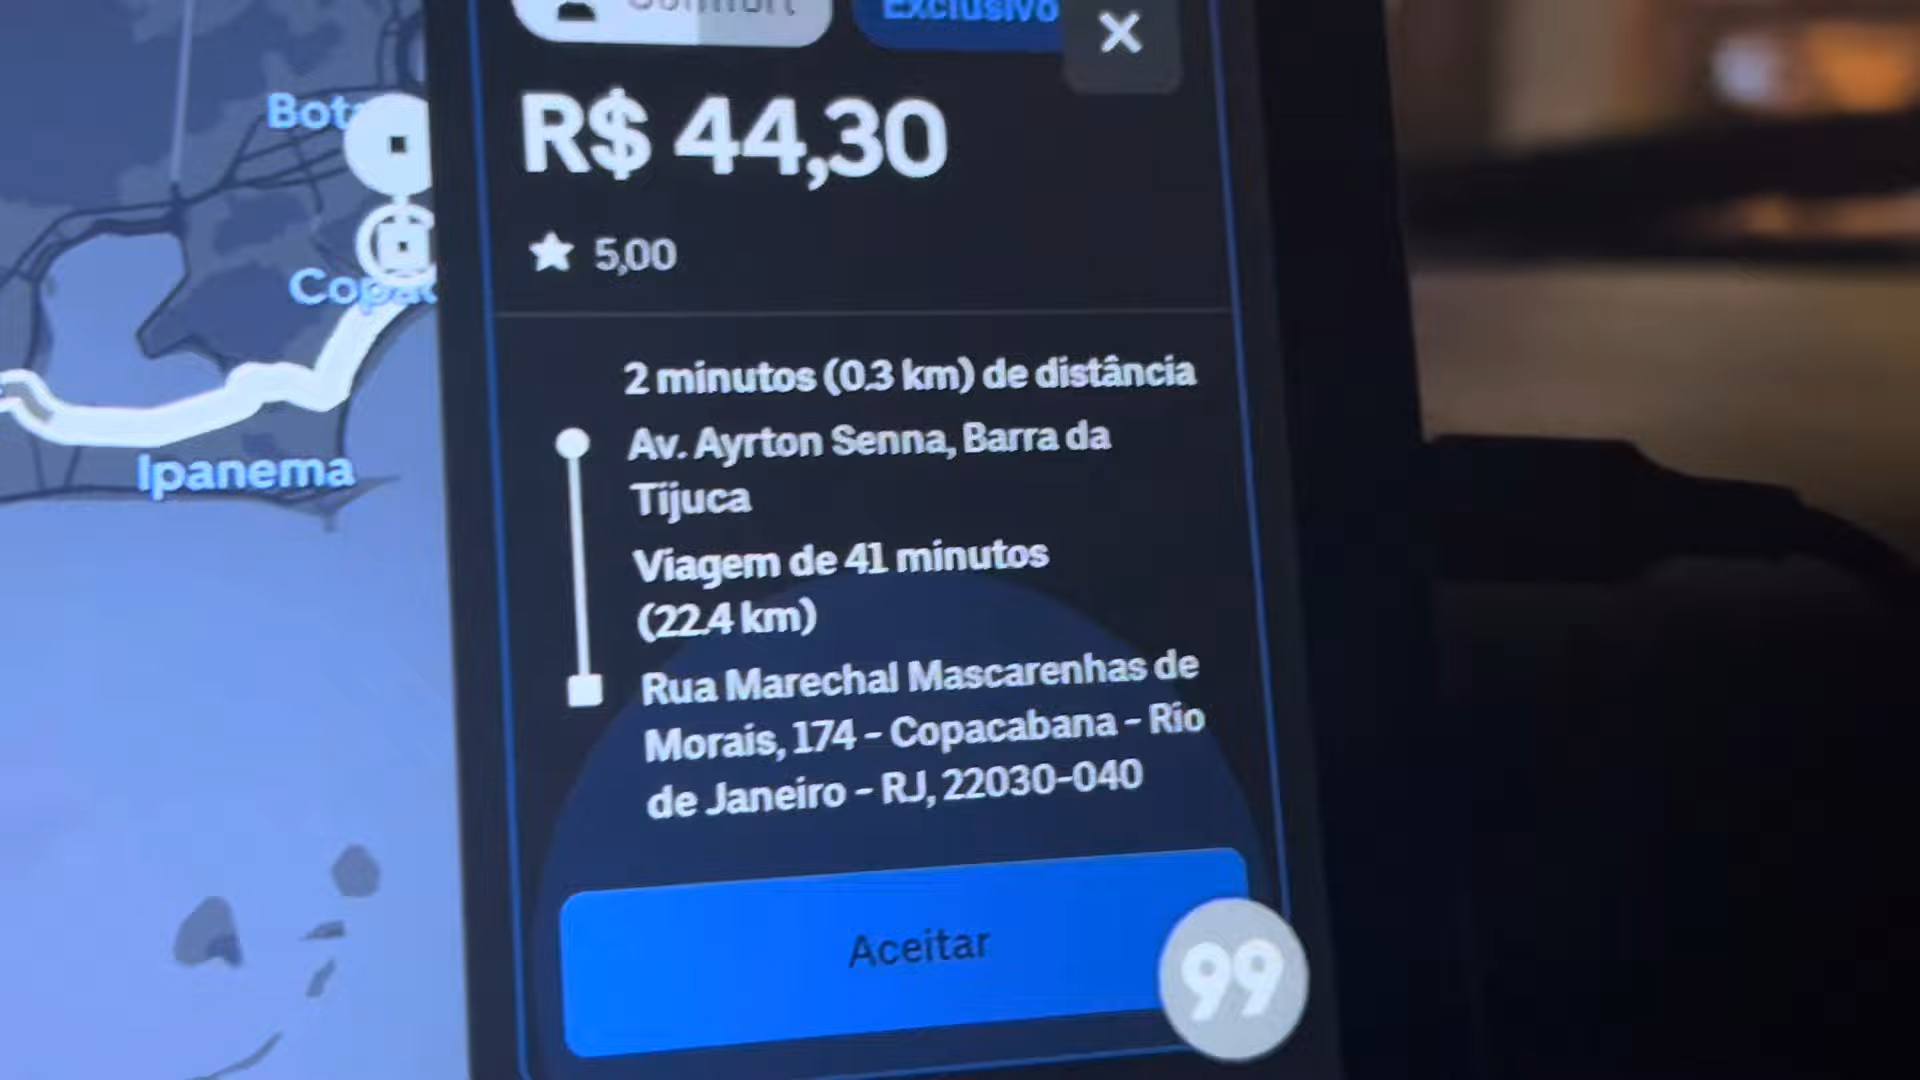 Comfort
Exclusivo
R$ 44,30
5,00
2 minutos (0.3 km) de distância
Av. Ayrton Senna, Barra da
Tijuca
Viagem de 41 minutos
(22.4 km)
Rua Marechal Mascarenhas de
Morais, 174 - Copacabana - Rio
de Janeiro - RJ, 22030-040
Aceitar
99
Ipanema